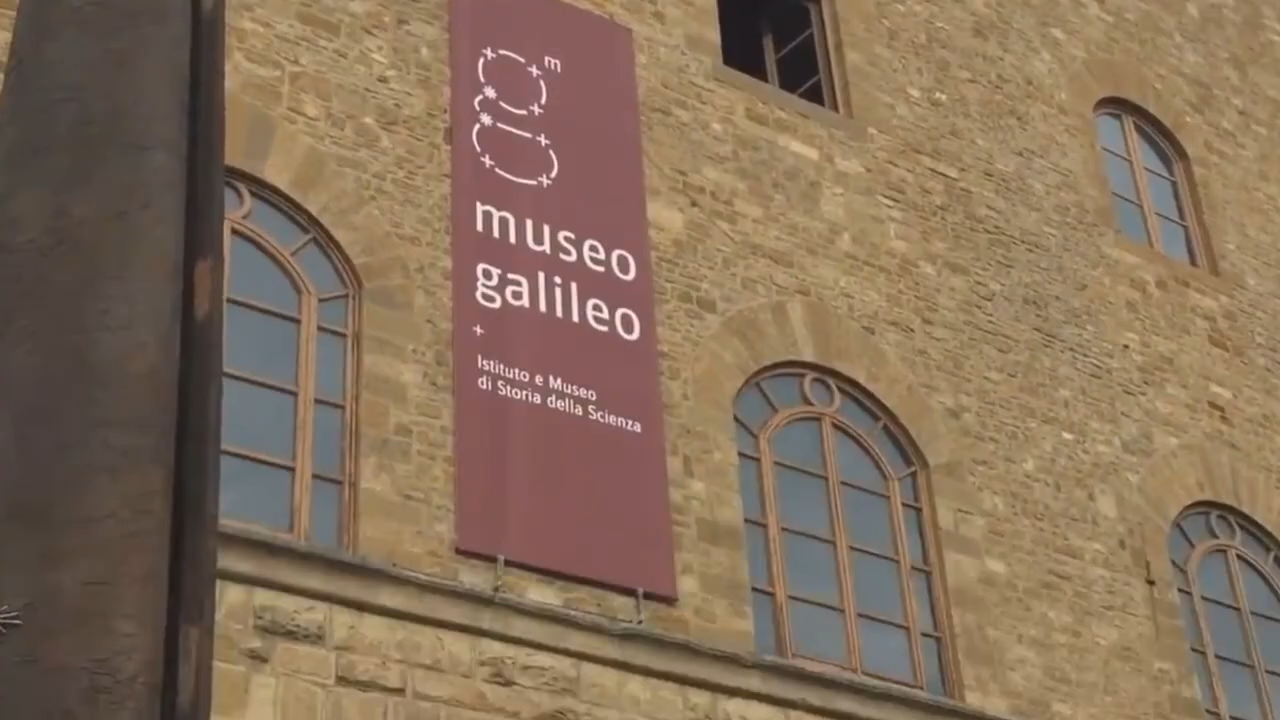 g m
museo
galileo
+
Istituto e Museo
di Storia della Scienza